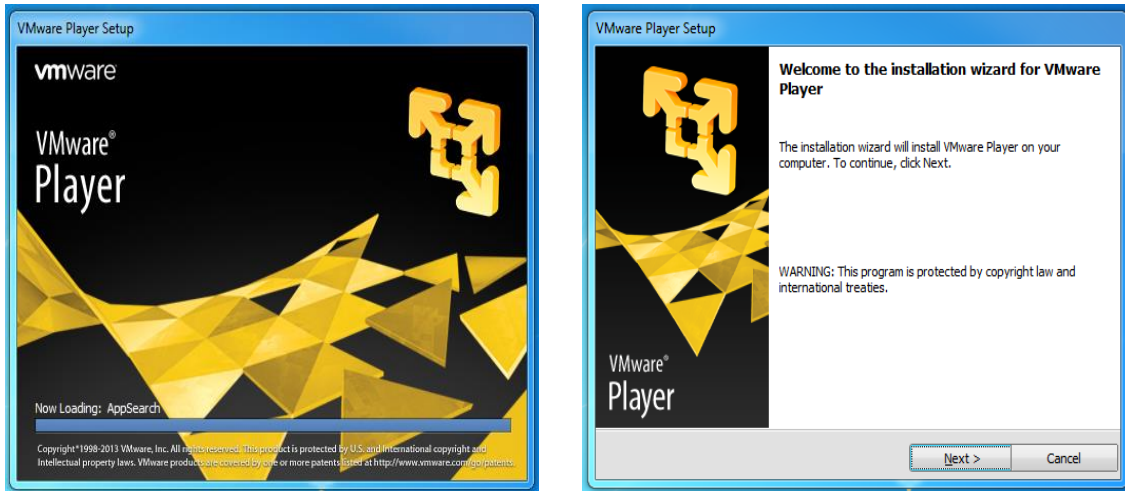 VMware Player Setup
vmware
VMware®
Player
Now Loading: AppSearch
Copyright©1998-2013 VMware, Inc. All rights reserved. This product is protected by U.S. and International copyright and
Intellectual property laws. VMware products are covered by one or more patents listed at http://www.vmware.com/go/patents.
VMware Player Setup
Welcome to the installation wizard for VMware
Player
The installation wizard will install VMware Player on your
computer. To continue, click Next.
WARNING: This program is protected by copyright law and
international treaties.
VMware®
Player
Next >
Cancel